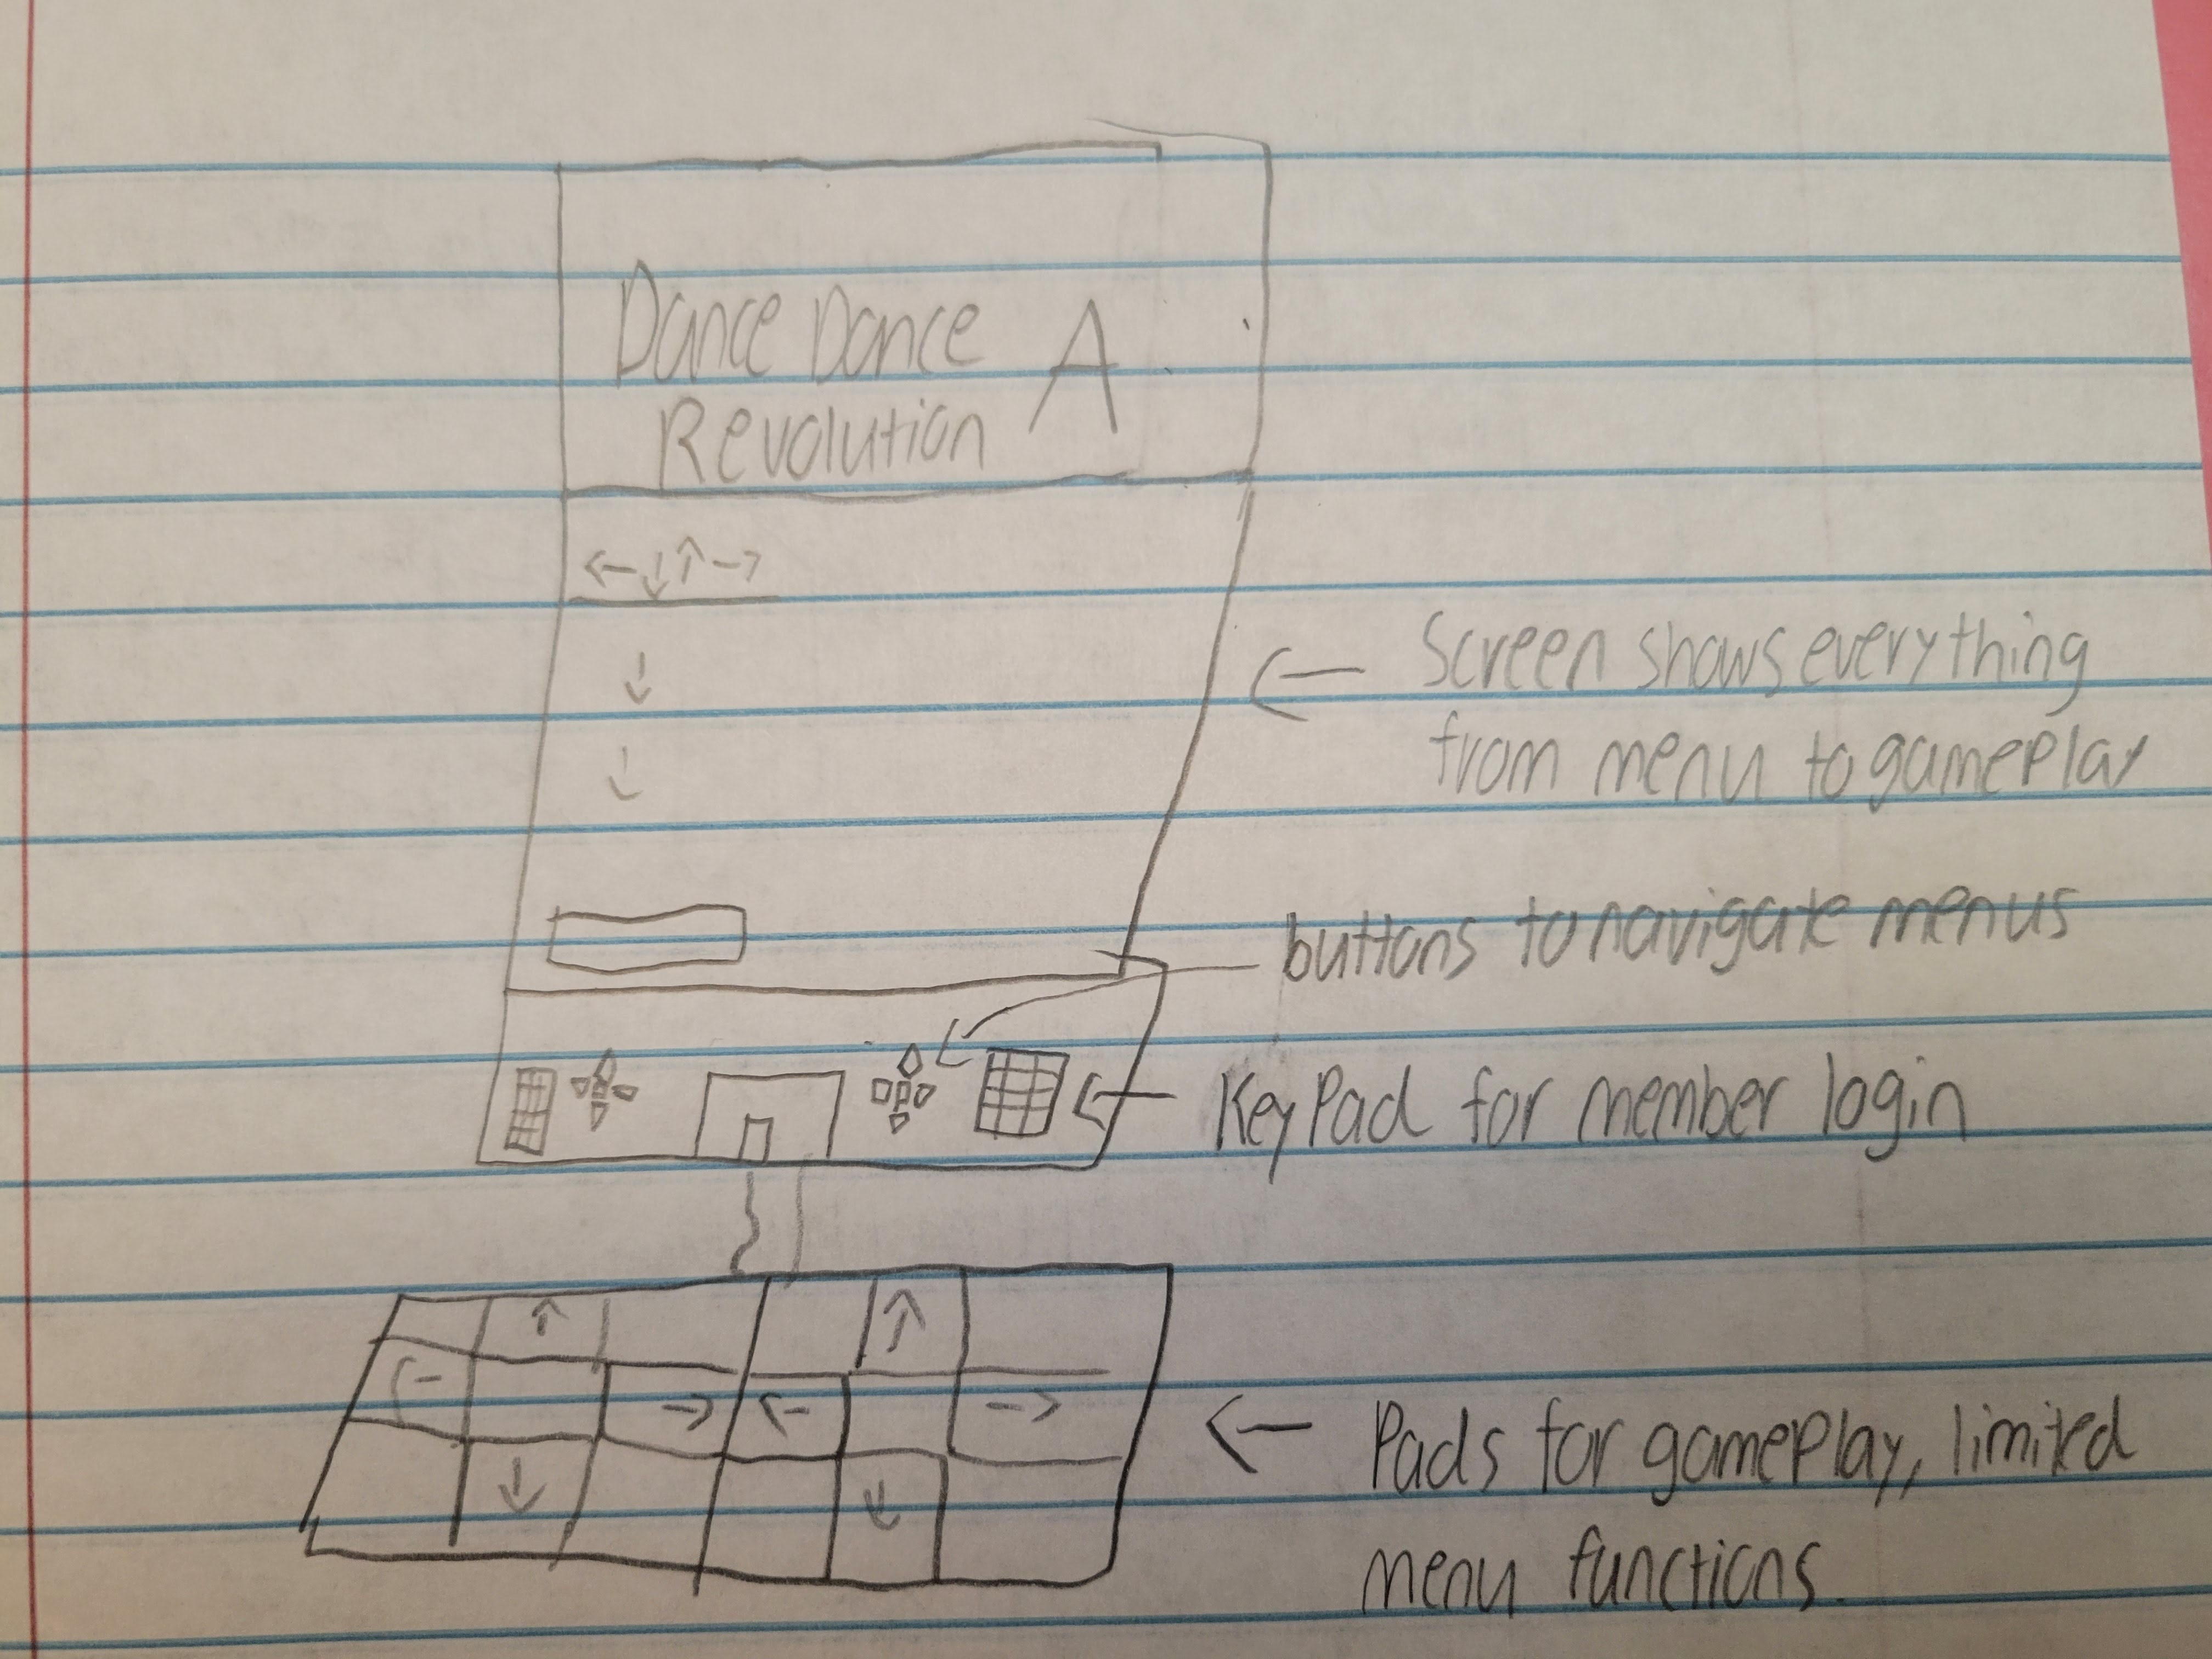 Dance Dance
Revolution A
← ↓ ↑ →
↓
↓
← Screen shows everything
from menu to gameplay
buttons to navigate menus
← Keypad for member login
↑ ↑
← → ← →
↓ ↓
← Pads for gameplay, limited
menu functions.